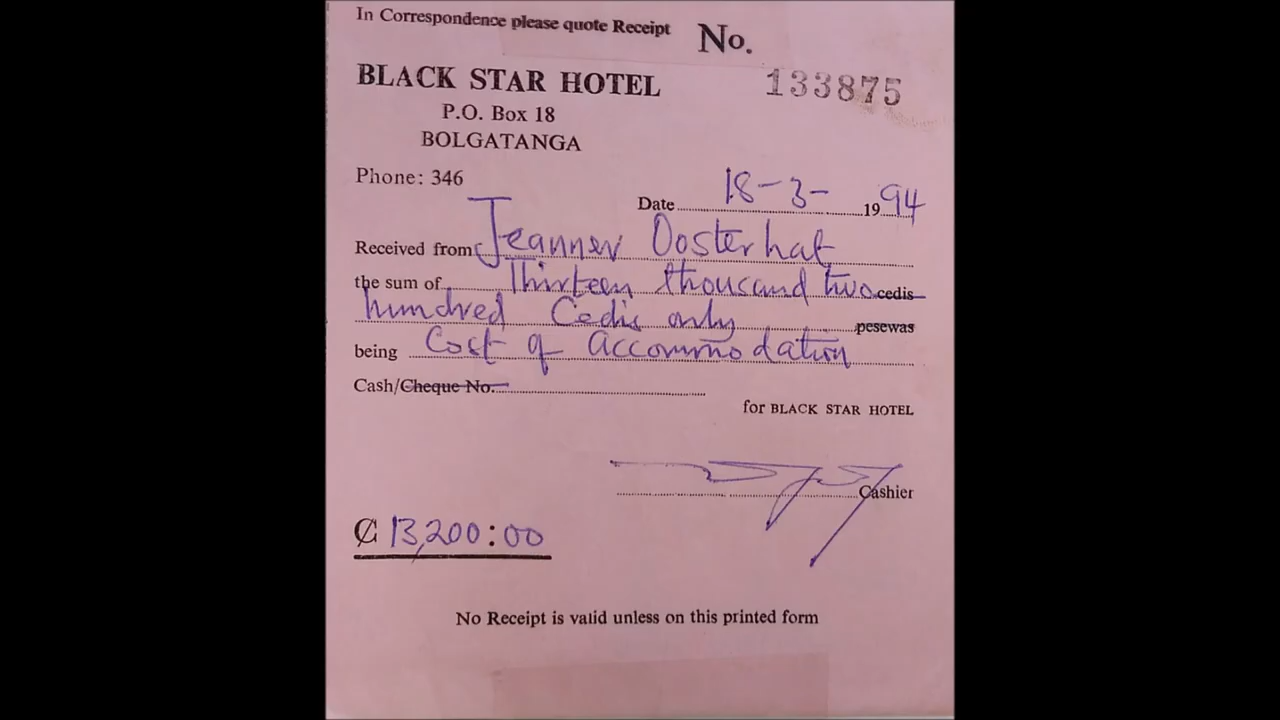 In Correspondence please quote Receipt No.
BLACK STAR HOTEL 133875
P.O. Box 18
BOLGATANGA
Phone: 346
Date 18-3- 1994
Received from Jeanner Oosterhat
the sum of Thirteen thousand two cedis
hundred Cedis only pesewas
being Cost of accommodation
Cash/Cheque No.
for BLACK STAR HOTEL
Cashier
₵ 13,200:00
No Receipt is valid unless on this printed form